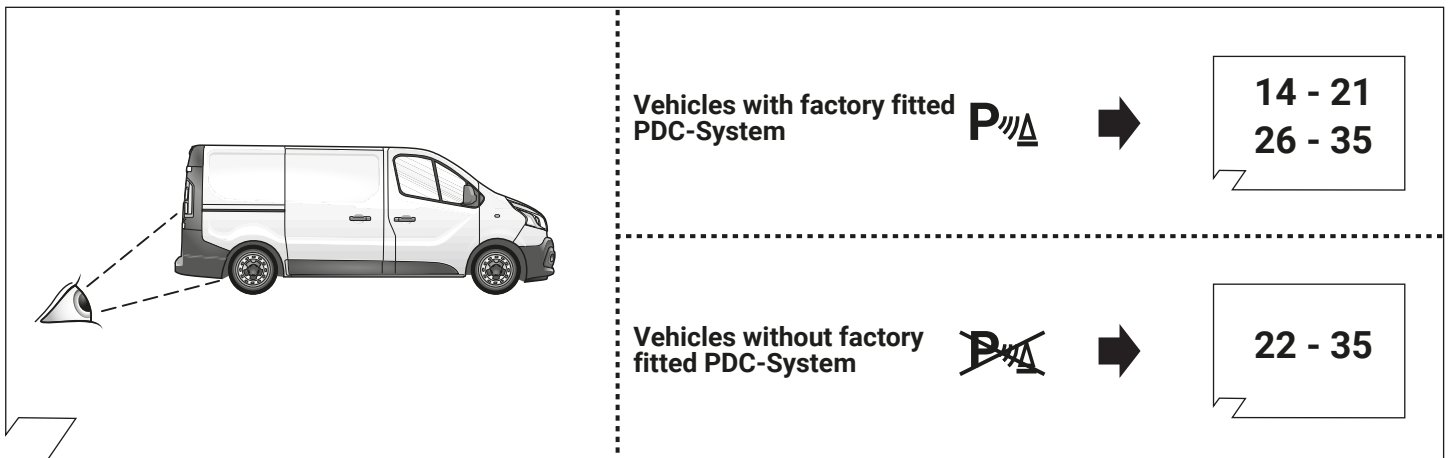 Vehicles with factory fitted
PDC-System
P
14 - 21
26 - 35
Vehicles without factory
fitted PDC-System
P
22 - 35